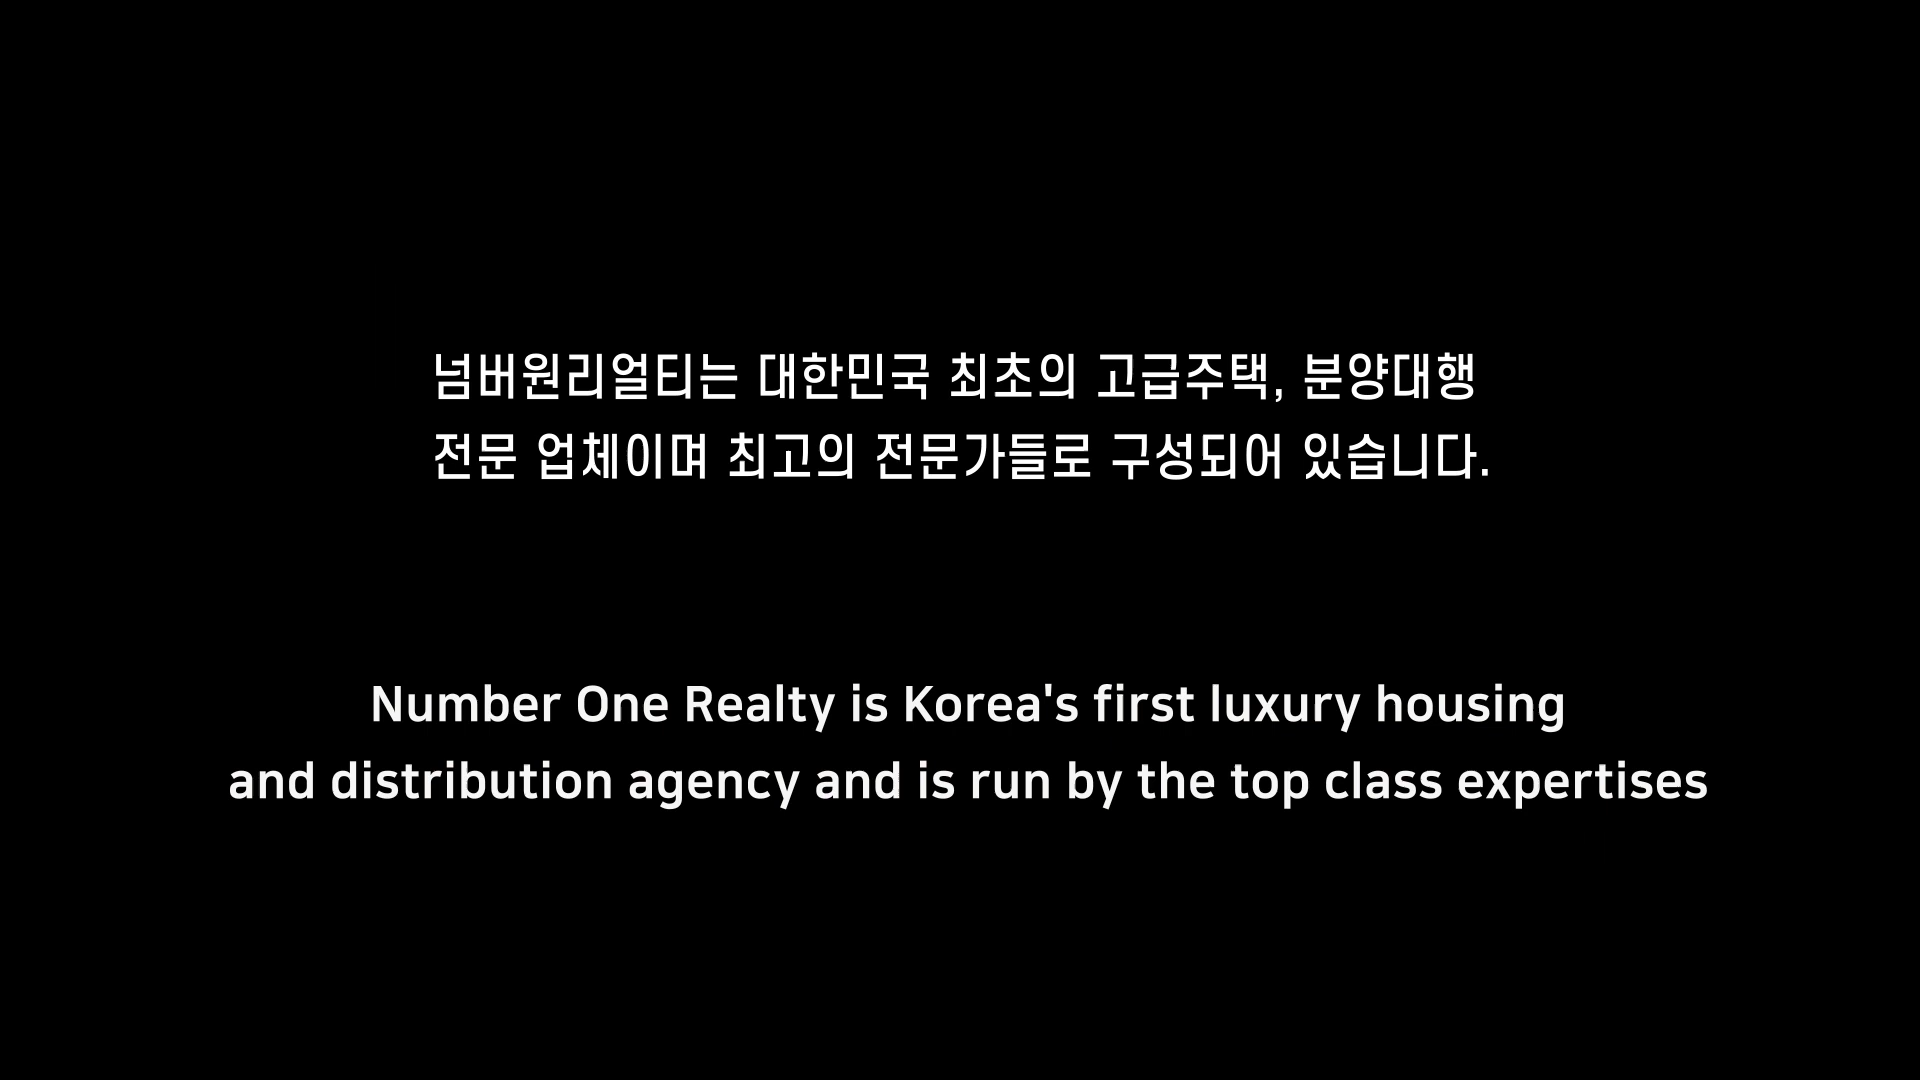 넘버원리얼티는 대한민국 최초의 고급주택, 분양대행
전문 업체이며 최고의 전문가들로 구성되어 있습니다.
Number One Realty is Korea's first luxury housing
and distribution agency and is run by the top class expertises